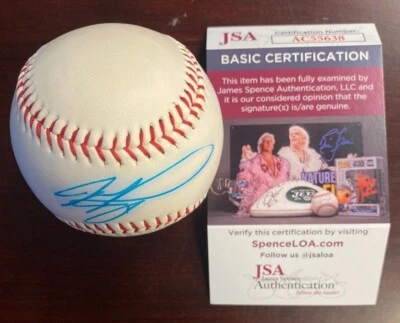 JSA
Certification Number
AC55638
BASIC CERTIFICATION
This item has been fully examined by
James Spence Authentication, LLC and
it is our considered opinion that the
signature(s) is/are genuine.
NATURE
Verify this certification by visiting
SpenceLOA.com
Follow us @jsaloa
JSA
James Spence
Authentication